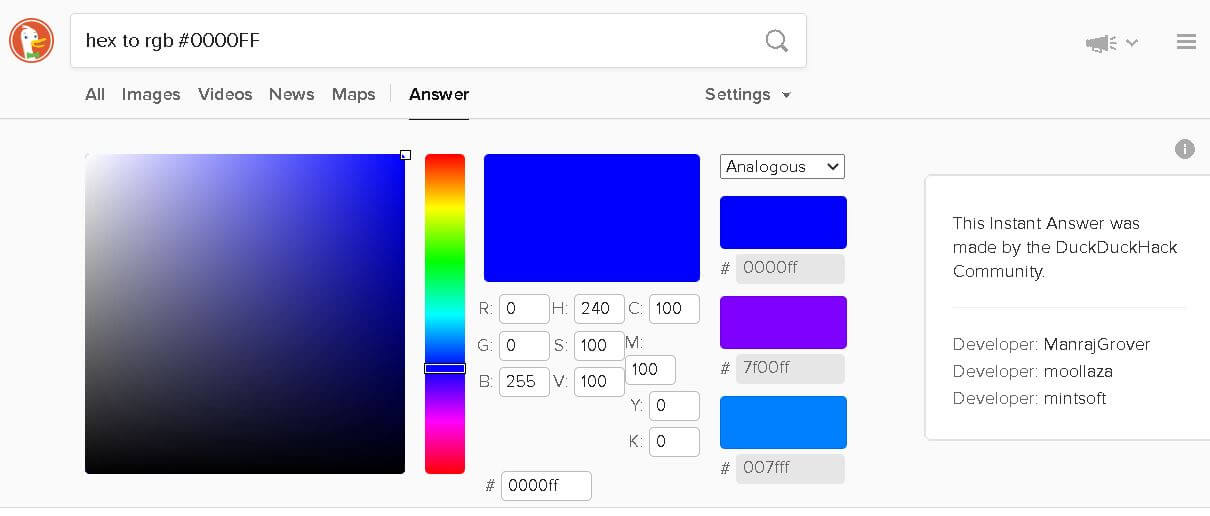 hex to rgb #0000FF
All Images Videos News Maps Answer Settings
Analogous
# 0000ff
R: 0 H: 240 C: 100
G: 0 S: 100 M: 100
B: 255 V: 100
Y: 0
K: 0
# 0000ff
# 7f00ff
# 007fff
This Instant Answer was
made by the DuckDuckHack
Community.
Developer: ManrajGrover
Developer: moollaza
Developer: mintsoft